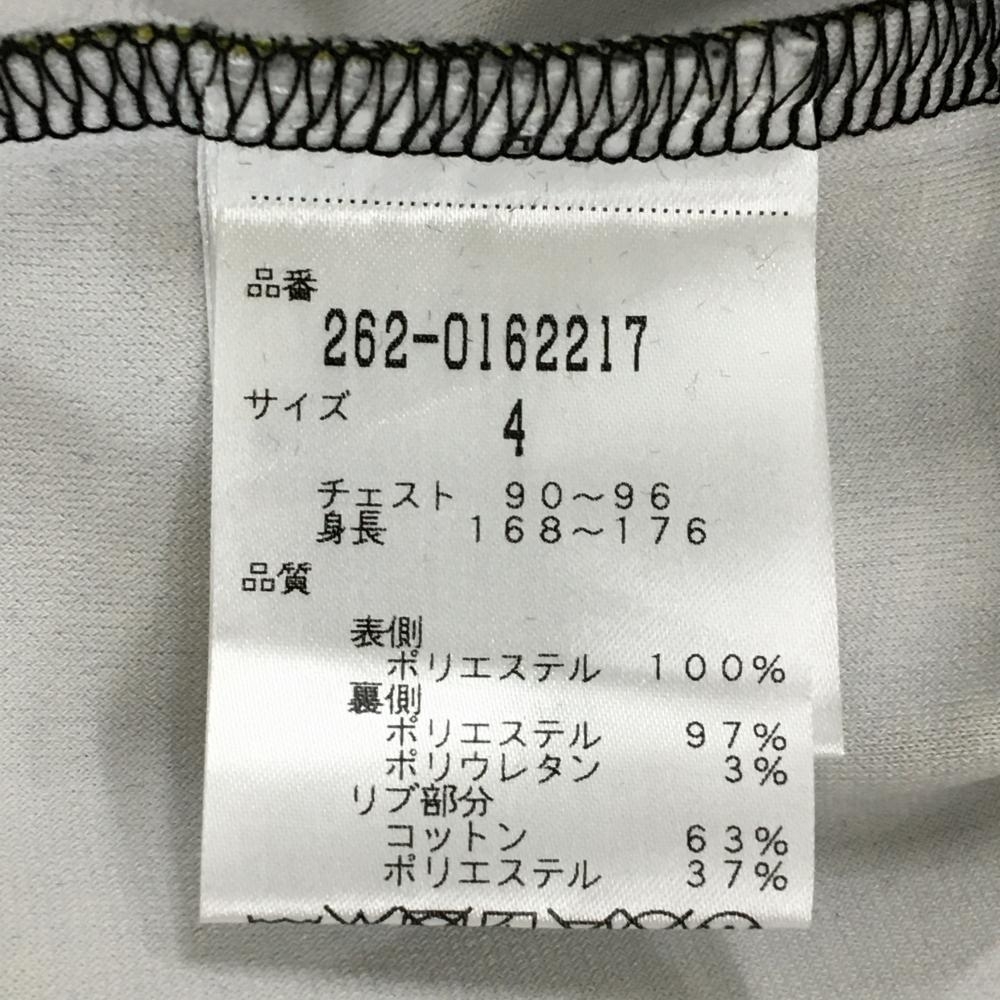 品番
262-0162217
サイズ
4
チェスト 90～96
身長 168～176
品質
表側
ポリエステル 100%
裏側
ポリエステル 97%
ポリウレタン 3%
リブ部分
コットン 63%
ポリエステル 37%